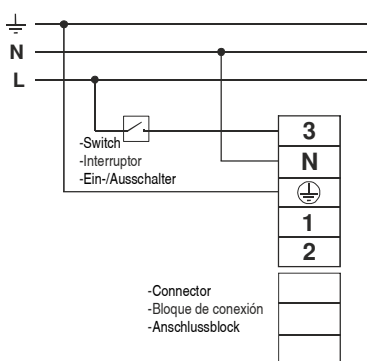 N
L
-Switch
-Interruptor
-Ein-/Ausschalter
3
N
1
2
-Connector
-Bloque de conexión
-Anschlussblock